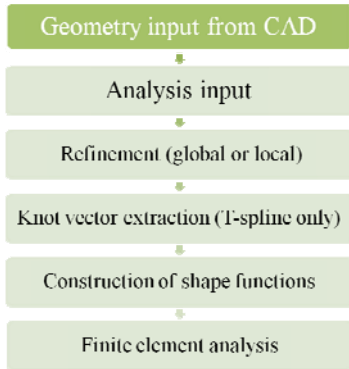 Geometry input from CAD
Analysis input
Refinement (global or local)
Knot vector extraction (T-spline only)
Construction of shape functions
Finite element analysis